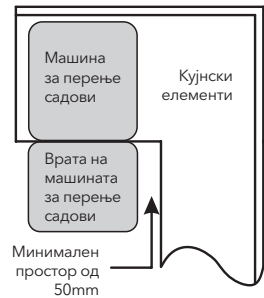 Машина
за перење
садови
Кујнски
елементи
Врата на
машината
за перење
садови
Минимален
простор од
50mm